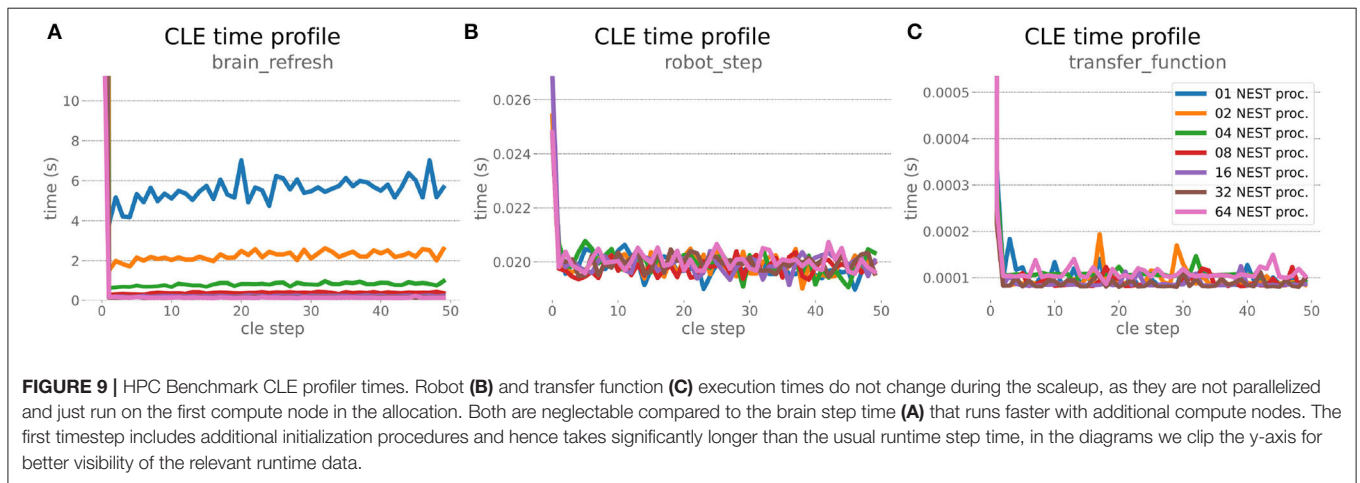 A
CLE time profile
brain_refresh
10
8
6
4
2
0
time (s)
0 10 20 30 40 50
cle step
B
CLE time profile
robot_step
0.026
0.024
0.022
0.020
time (s)
0 10 20 30 40 50
cle step
C
CLE time profile
transfer_function
0.0005
0.0004
0.0003
0.0002
0.0001
time (s)
0 10 20 30 40 50
cle step
01 NEST proc.
02 NEST proc.
04 NEST proc.
08 NEST proc.
16 NEST proc.
32 NEST proc.
64 NEST proc.
FIGURE 9 | HPC Benchmark CLE profiler times. Robot (B) and transfer function (C) execution times do not change during the scaleup, as they are not parallelized
and just run on the first compute node in the allocation. Both are neglectable compared to the brain step time (A) that runs faster with additional compute nodes. The
first timestep includes additional initialization procedures and hence takes significantly longer than the usual runtime step time, in the diagrams we clip the y-axis for
better visibility of the relevant runtime data.